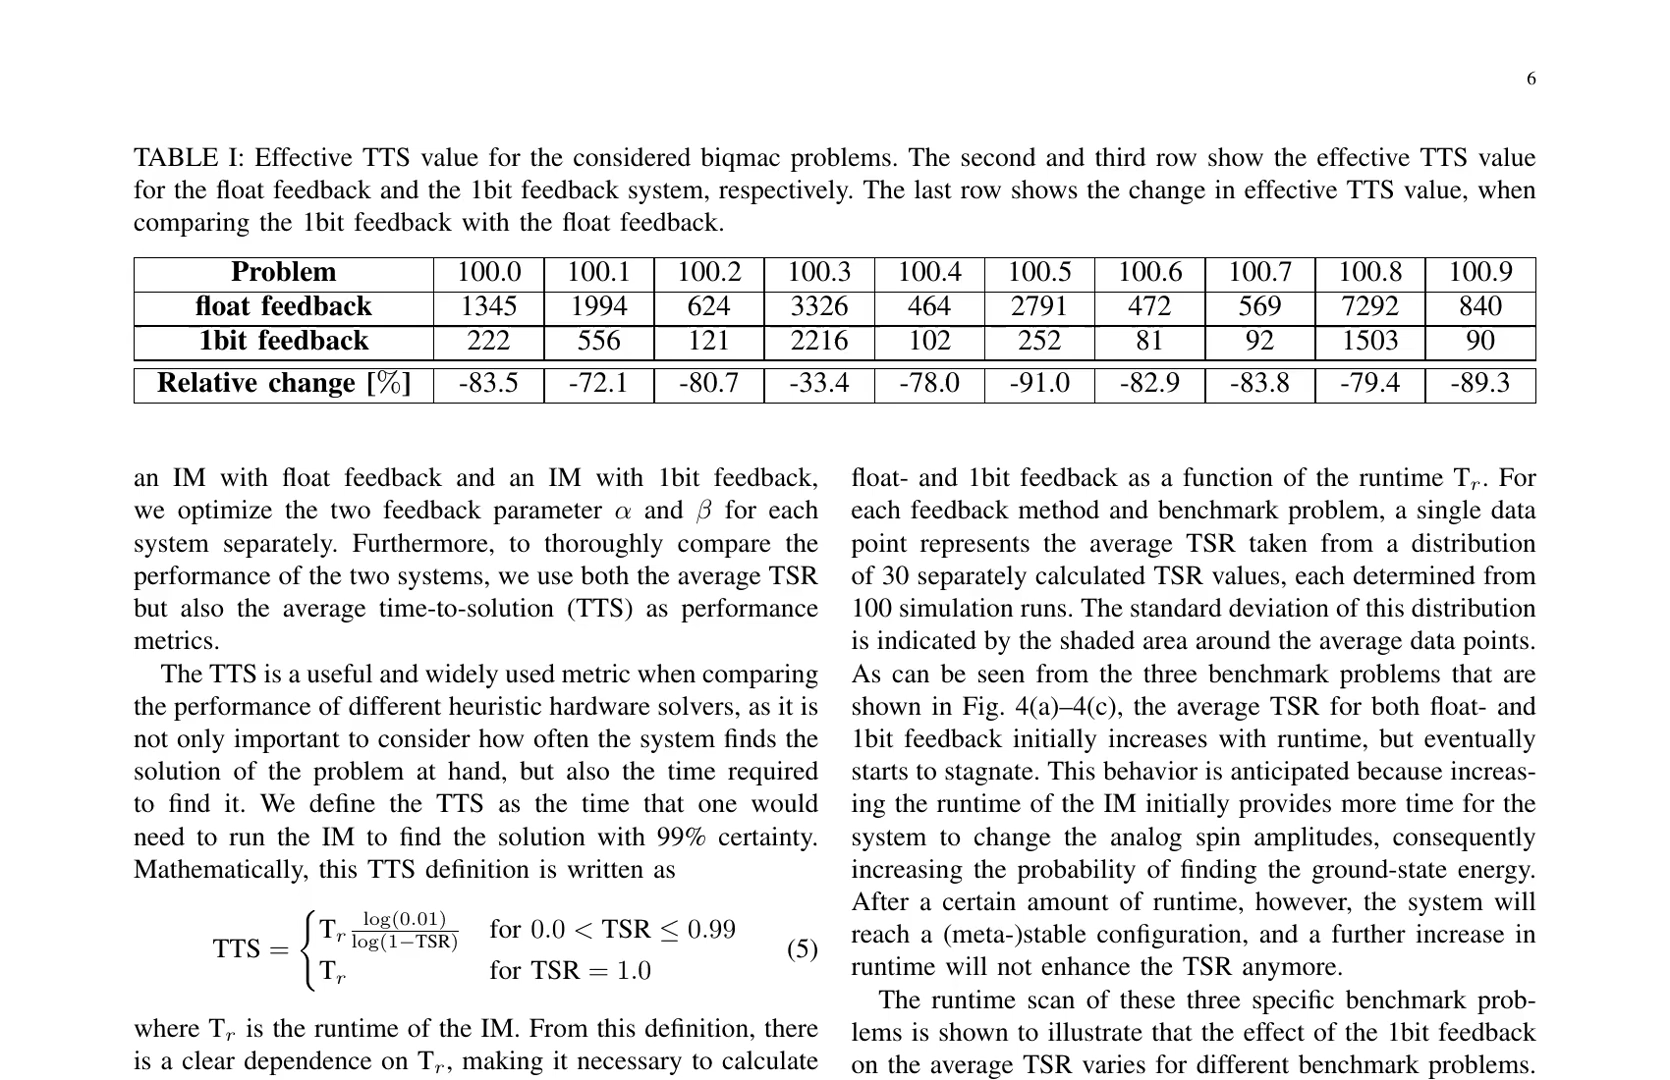 6
TABLE I: Effective TTS value for the considered biqmac problems. The second and third row show the effective TTS value
for the float feedback and the 1bit feedback system, respectively. The last row shows the change in effective TTS value, when
comparing the 1bit feedback with the float feedback.
Problem 100.0 100.1 100.2 100.3 100.4 100.5 100.6 100.7 100.8 100.9
float feedback 1345 1994 624 3326 464 2791 472 569 7292 840
1bit feedback 222 556 121 2216 102 252 81 92 1503 90
Relative change [%] -83.5 -72.1 -80.7 -33.4 -78.0 -91.0 -82.9 -83.8 -79.4 -89.3
an IM with float feedback and an IM with 1bit feedback,
we optimize the two feedback parameter α and β for each
system separately. Furthermore, to thoroughly compare the
performance of the two systems, we use both the average TSR
but also the average time-to-solution (TTS) as performance
metrics.
The TTS is a useful and widely used metric when comparing
the performance of different heuristic hardware solvers, as it is
not only important to consider how often the system finds the
solution of the problem at hand, but also the time required
to find it. We define the TTS as the time that one would
need to run the IM to find the solution with 99% certainty.
Mathematically, this TTS definition is written as
TTS = { T_r log(0.01) / log(1−TSR) for 0.0 < TSR ≤ 0.99
T_r for TSR = 1.0 (5)
where T_r is the runtime of the IM. From this definition, there
is a clear dependence on T_r, making it necessary to calculate
float- and 1bit feedback as a function of the runtime T_r. For
each feedback method and benchmark problem, a single data
point represents the average TSR taken from a distribution
of 30 separately calculated TSR values, each determined from
100 simulation runs. The standard deviation of this distribution
is indicated by the shaded area around the average data points.
As can be seen from the three benchmark problems that are
shown in Fig. 4(a)–4(c), the average TSR for both float- and
1bit feedback initially increases with runtime, but eventually
starts to stagnate. This behavior is anticipated because increas-
ing the runtime of the IM initially provides more time for the
system to change the analog spin amplitudes, consequently
increasing the probability of finding the ground-state energy.
After a certain amount of runtime, however, the system will
reach a (meta-)stable configuration, and a further increase in
runtime will not enhance the TSR anymore.
The runtime scan of these three specific benchmark prob-
lems is shown to illustrate that the effect of the 1bit feedback
on the average TSR varies for different benchmark problems.